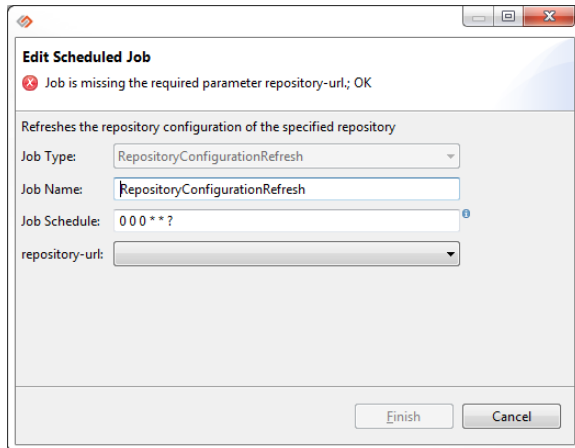 Edit Scheduled Job
Job is missing the required parameter repository-url.; OK
Refreshes the repository configuration of the specified repository
Job Type: RepositoryConfigurationRefresh
Job Name: RepositoryConfigurationRefresh
Job Schedule: 0 0 0 * * ?
repository-url:
Finish Cancel